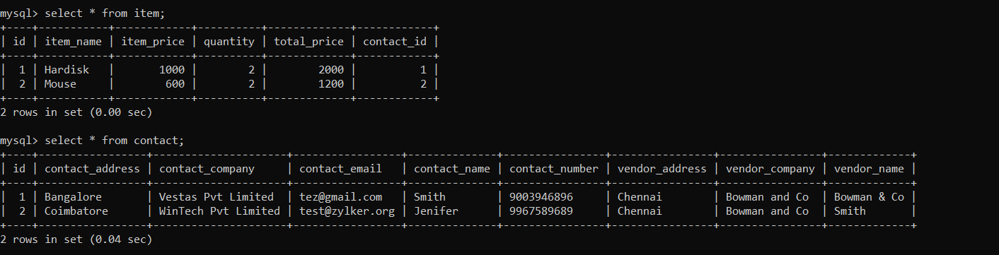 mysql> select * from item;
+----+-----------+------------+----------+-------------+------------+
| id | item_name | item_price | quantity | total_price | contact_id |
+----+-----------+------------+----------+-------------+------------+
|  1 | Hardisk   |       1000 |        2 |        2000 |          1 |
|  2 | Mouse     |        600 |        2 |        1200 |          2 |
+----+-----------+------------+----------+-------------+------------+
2 rows in set (0.00 sec)

mysql> select * from contact;
+----+-----------------+---------------------+-----------------+--------------+----------------+----------------+----------------+-------------+
| id | contact_address | contact_company     | contact_email   | contact_name | contact_number | vendor_address | vendor_company | vendor_name |
+----+-----------------+---------------------+-----------------+--------------+----------------+----------------+----------------+-------------+
|  1 | Bangalore       | Vestas Pvt Limited  | tez@gmail.com   | Smith        | 9003946896     | Chennai        | Bowman and Co  | Bowman & Co |
|  2 | Coimbatore      | WinTech Pvt Limited | test@zylker.org | Jenifer      | 9967589689     | Chennai        | Bowman and Co  | Smith       |
+----+-----------------+---------------------+-----------------+--------------+----------------+----------------+----------------+-------------+
2 rows in set (0.04 sec)